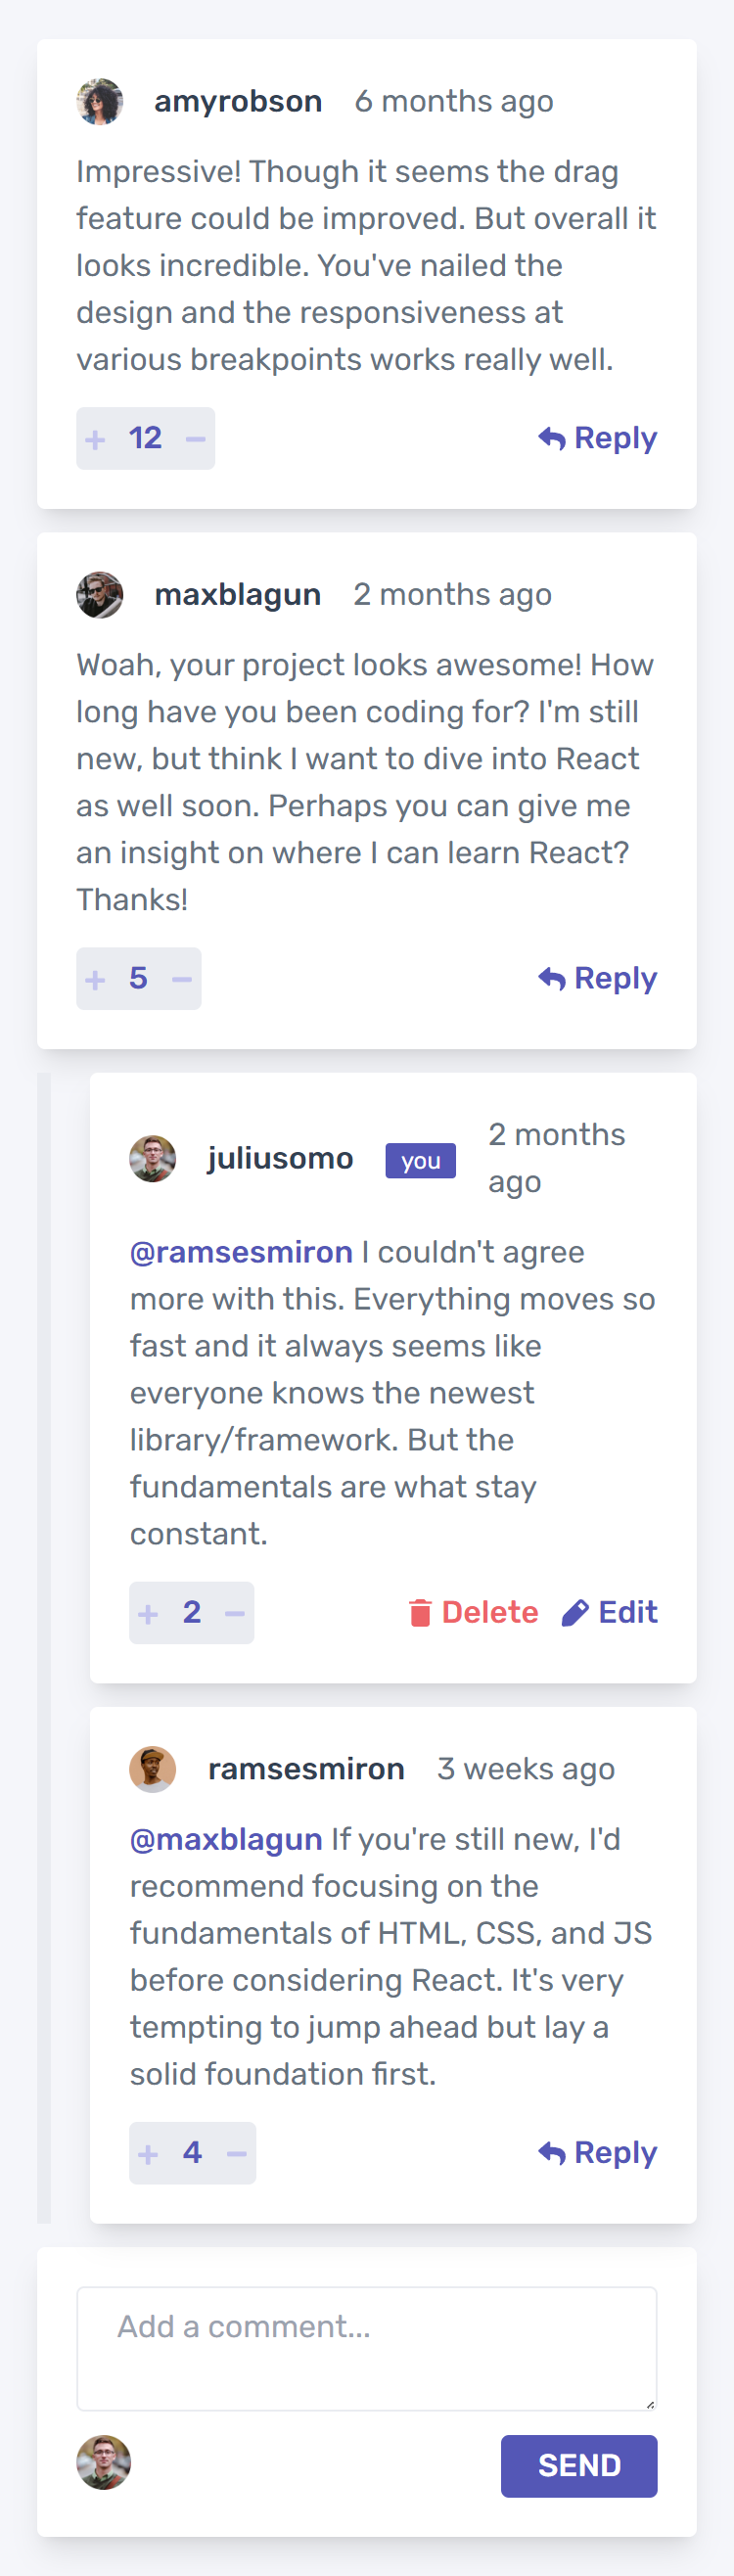 amyrobson 6 months ago
Impressive! Though it seems the drag
feature could be improved. But overall it
looks incredible. You've nailed the
design and the responsiveness at
various breakpoints works really well.
+ 12 − Reply
maxblagun 2 months ago
Woah, your project looks awesome! How
long have you been coding for? I'm still
new, but think I want to dive into React
as well soon. Perhaps you can give me
an insight on where I can learn React?
Thanks!
+ 5 − Reply
juliusomo you 2 months
ago
@ramsesmiron I couldn't agree
more with this. Everything moves so
fast and it always seems like
everyone knows the newest
library/framework. But the
fundamentals are what stay
constant.
+ 2 − Delete Edit
ramsesmiron 3 weeks ago
@maxblagun If you're still new, I'd
recommend focusing on the
fundamentals of HTML, CSS, and JS
before considering React. It's very
tempting to jump ahead but lay a
solid foundation first.
+ 4 − Reply
Add a comment...
SEND